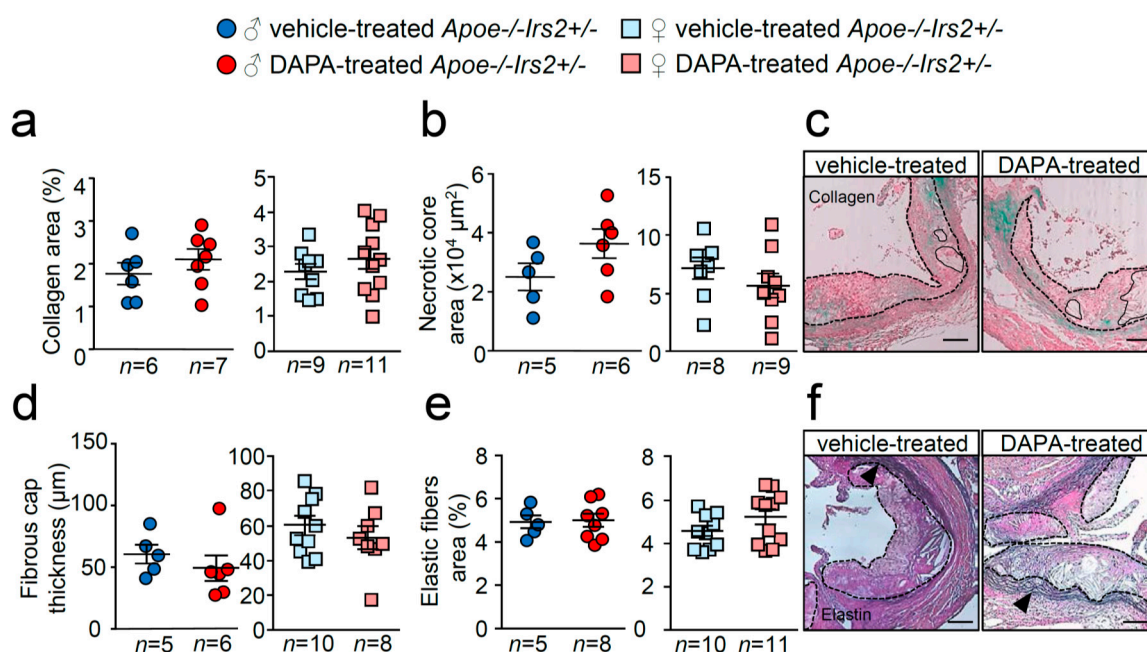 ♂ vehicle-treated Apoe-/-Irs2+/-
♀ vehicle-treated Apoe-/-Irs2+/-
♂ DAPA-treated Apoe-/-Irs2+/-
♀ DAPA-treated Apoe-/-Irs2+/-
a
Collagen area (%)
4
3
2
1
0
n=6
n=7
5
4
3
2
1
0
n=9
n=11
b
Necrotic core
area (x10⁴ µm²)
6
4
2
0
n=5
n=6
15
10
5
0
n=8
n=9
c
vehicle-treated
DAPA-treated
Collagen
d
Fibrous cap
thickness (µm)
150
100
50
0
n=5
n=6
100
80
60
40
20
0
n=10
n=8
e
Elastic fibers
area (%)
8
6
4
2
0
n=5
n=8
8
6
4
2
0
n=10
n=11
f
vehicle-treated
DAPA-treated
Elastin